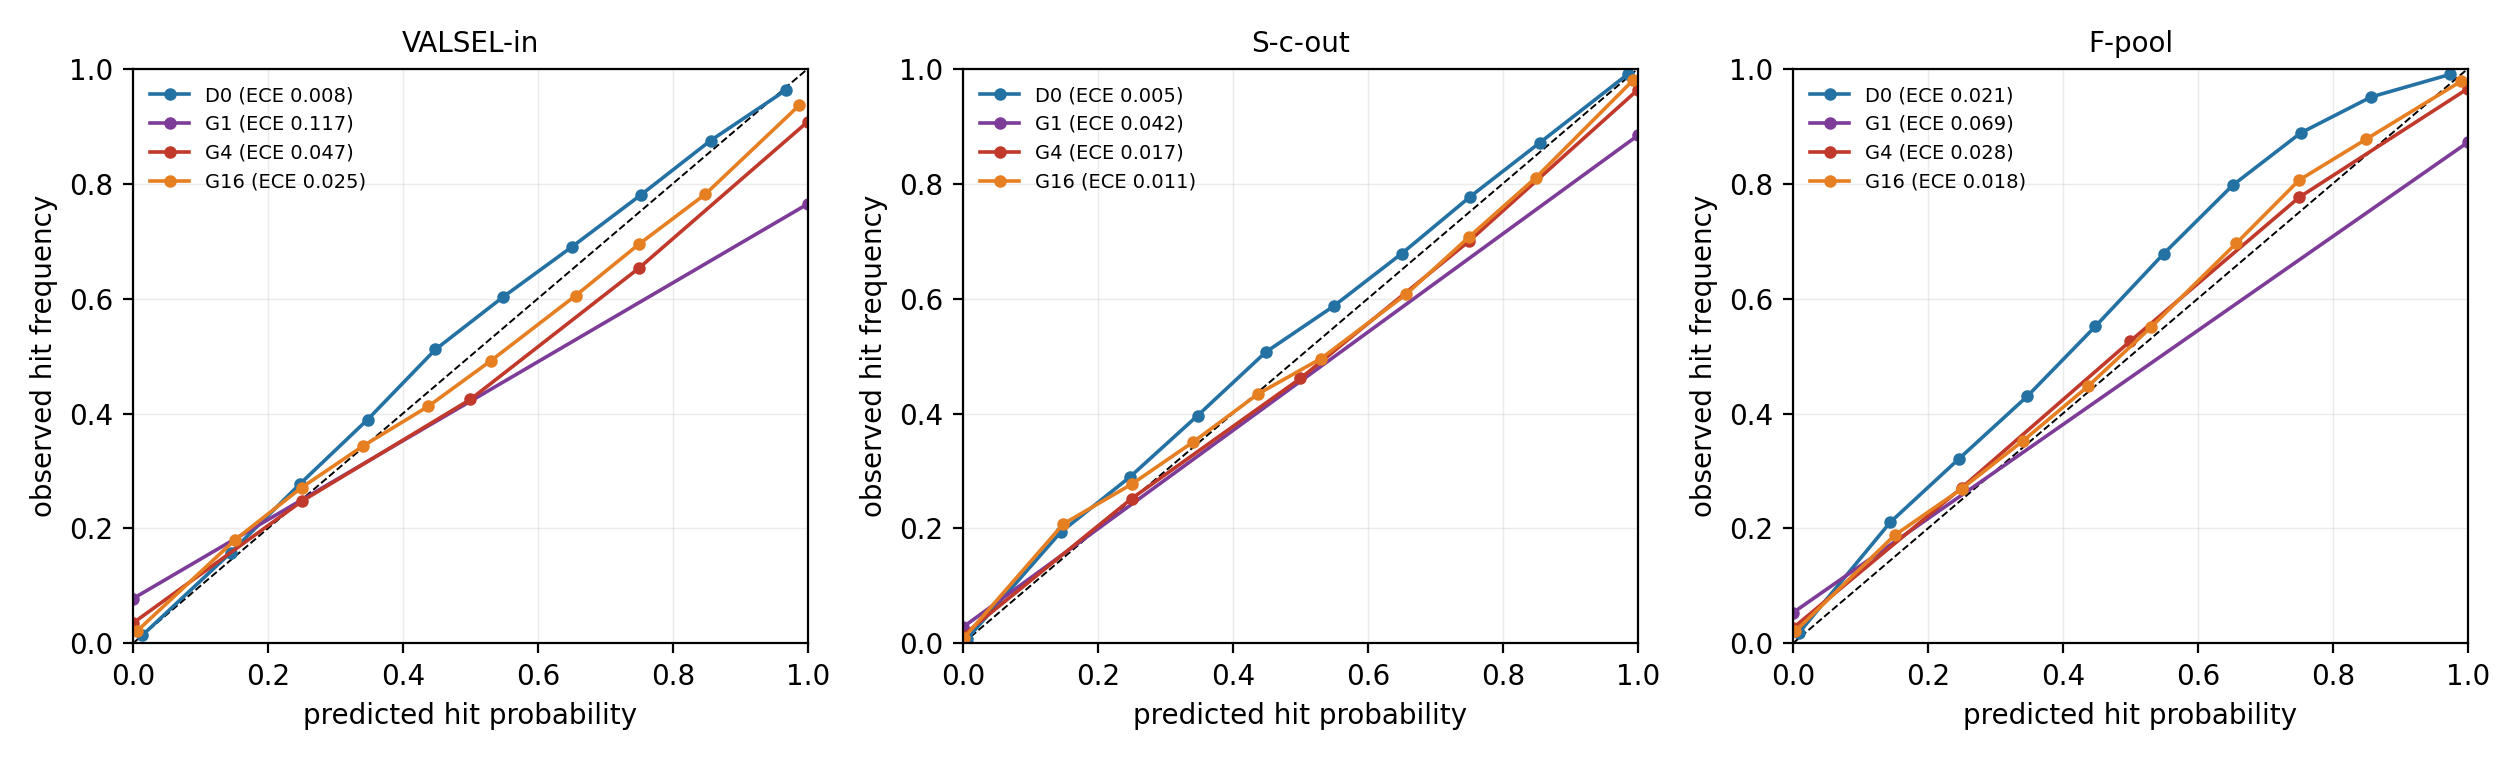 VALSEL-in
1.0
0.8
0.6
0.4
0.2
0.0
observed hit frequency
D0 (ECE 0.008)
G1 (ECE 0.117)
G4 (ECE 0.047)
G16 (ECE 0.025)
0.0 0.2 0.4 0.6 0.8 1.0
predicted hit probability
S-c-out
1.0
0.8
0.6
0.4
0.2
0.0
observed hit frequency
D0 (ECE 0.005)
G1 (ECE 0.042)
G4 (ECE 0.017)
G16 (ECE 0.011)
0.0 0.2 0.4 0.6 0.8 1.0
predicted hit probability
F-pool
1.0
0.8
0.6
0.4
0.2
0.0
observed hit frequency
D0 (ECE 0.021)
G1 (ECE 0.069)
G4 (ECE 0.028)
G16 (ECE 0.018)
0.0 0.2 0.4 0.6 0.8 1.0
predicted hit probability